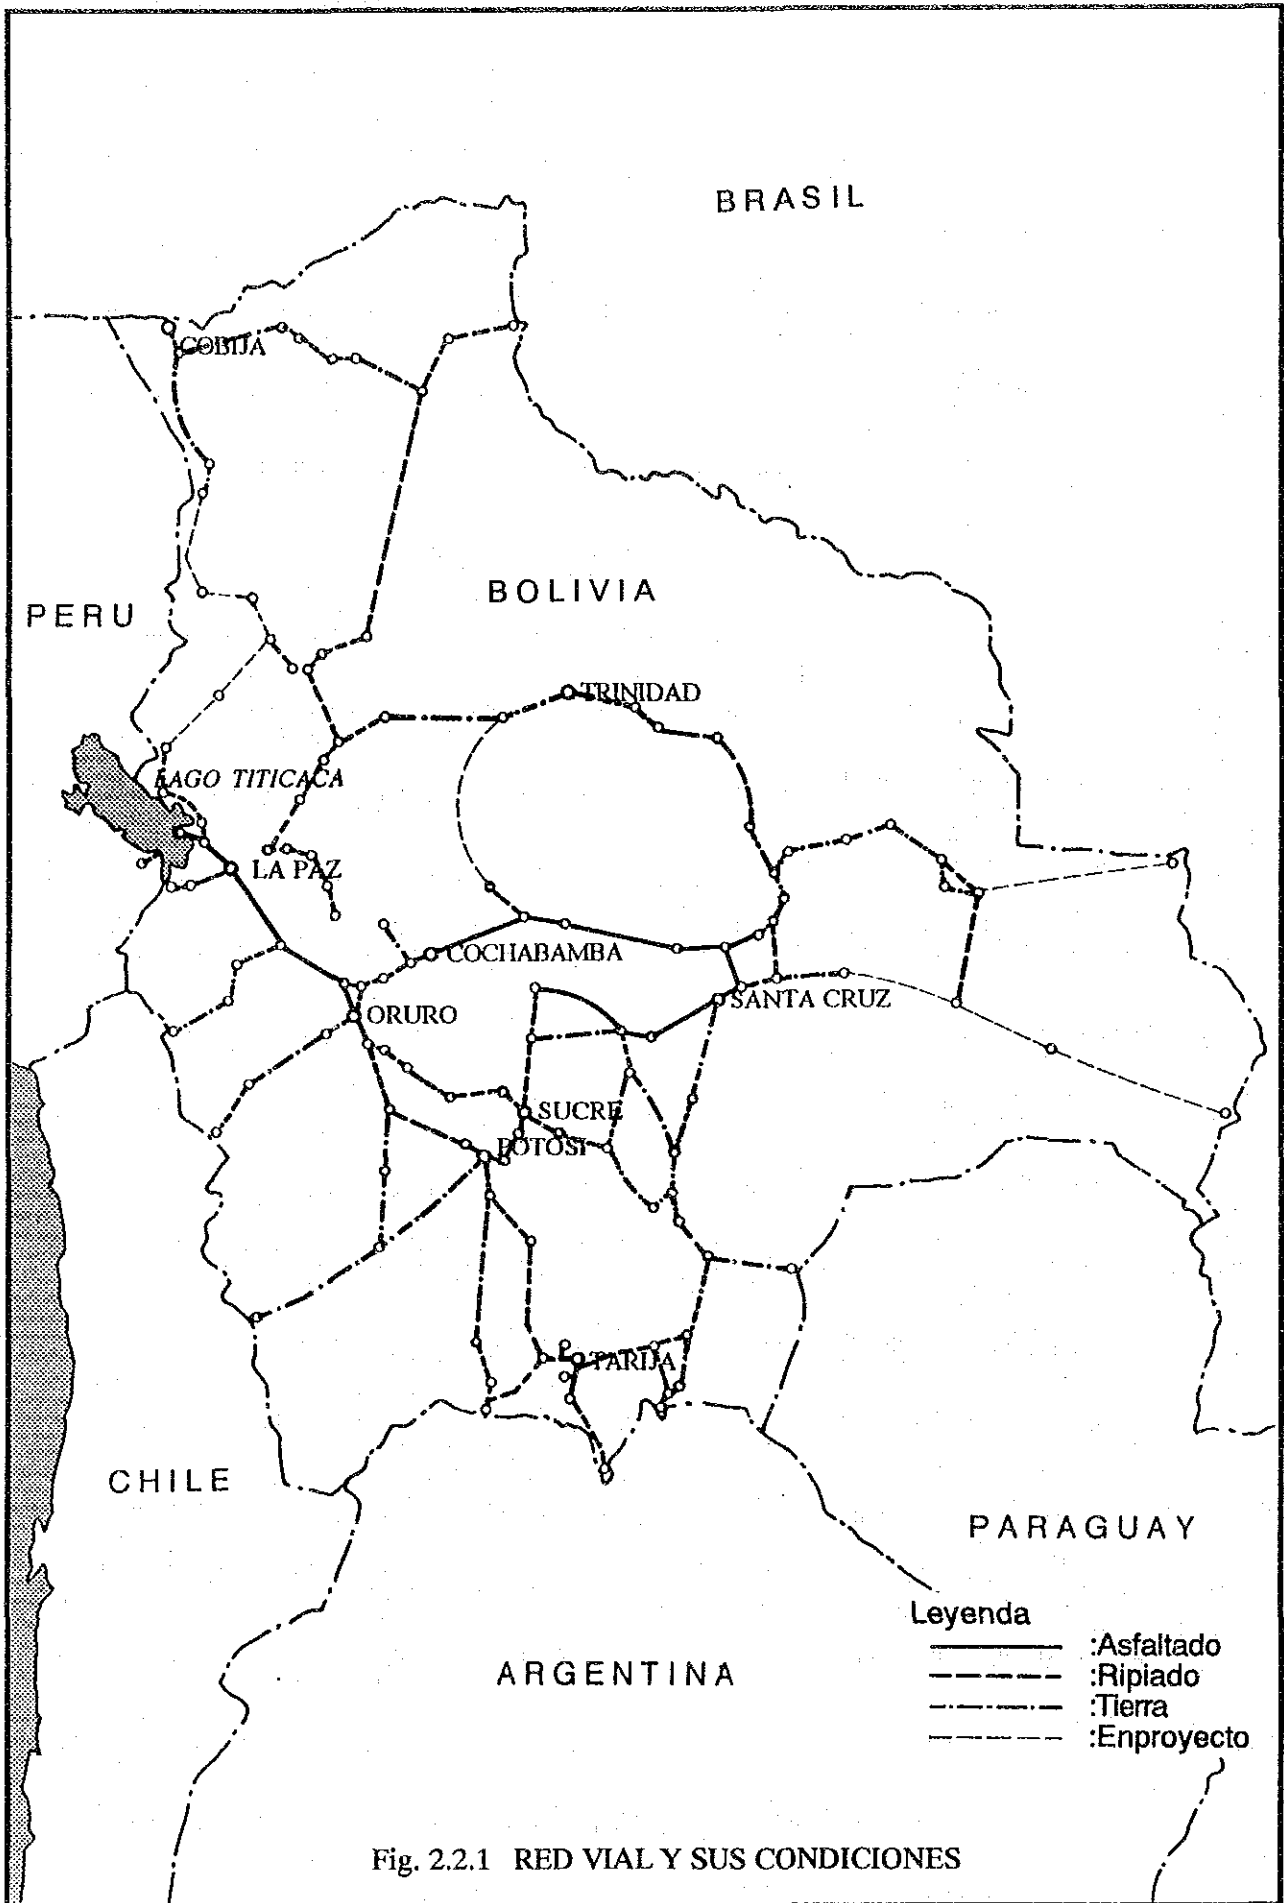 BRASIL
COBIJA
BOLIVIA
PERU
TRINIDAD
LAGO TITICACA
LA PAZ
COCHABAMBA
SANTA CRUZ
ORURO
SUCRE
POTOSI
TARIJA
CHILE
PARAGUAY
Leyenda
:Asfaltado
:Ripiado
:Tierra
:Enproyecto
ARGENTINA
Fig. 2.2.1 RED VIAL Y SUS CONDICIONES